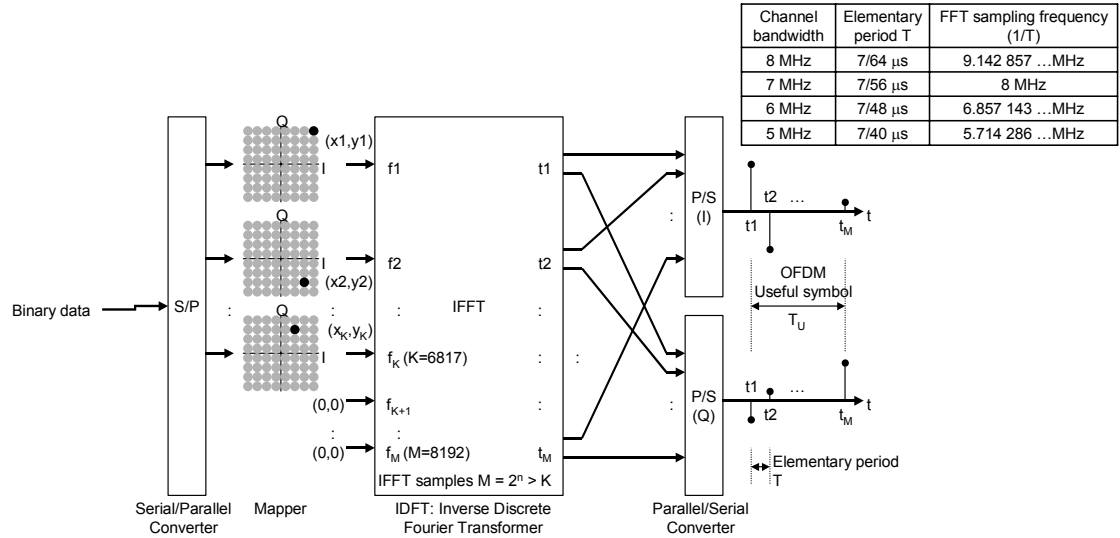 Channel bandwidth | Elementary period T | FFT sampling frequency (1/T)
8 MHz | 7/64 μs | 9.142 857 …MHz
7 MHz | 7/56 μs | 8 MHz
6 MHz | 7/48 μs | 6.857 143 …MHz
5 MHz | 7/40 μs | 5.714 286 …MHz
Binary data
S/P
Q
I
(x1,y1)
Q
I
(x2,y2)
:
:
Q
I
(xK,yK)
(0,0)
:
(0,0)
f1
f2
:
fK (K=6817)
fK+1
:
fM (M=8192)
IFFT
IFFT samples M = 2ⁿ > K
t1
t2
:
:
:
tM
:
:
P/S
(I)
:
P/S
(Q)
:
t1
t2
…
tM
t
OFDM
Useful symbol
TU
t1
t2
…
tM
t
Elementary period
T
Serial/Parallel
Converter
Mapper
IDFT: Inverse Discrete
Fourier Transformer
Parallel/Serial
Converter